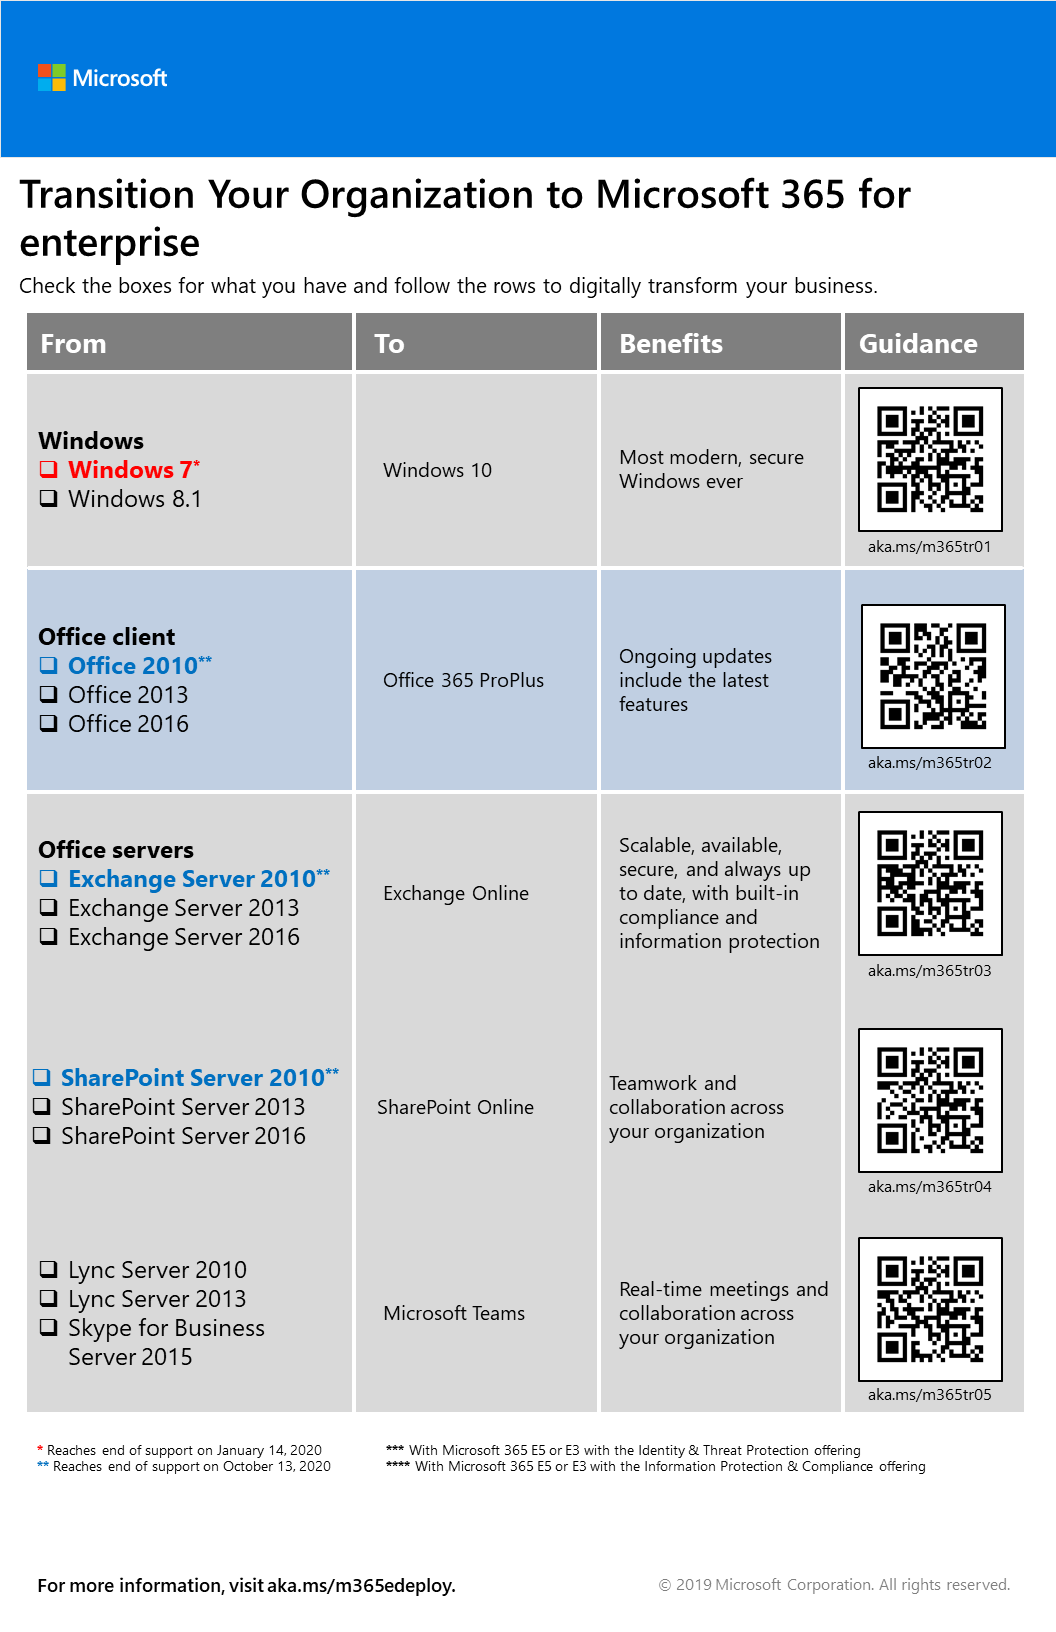 Microsoft
Transition Your Organization to Microsoft 365 for
enterprise
Check the boxes for what you have and follow the rows to digitally transform your business.
From To Benefits Guidance
Windows
Windows 7*
Windows 8.1
Windows 10
Most modern, secure
Windows ever
aka.ms/m365tr01
Office client
Office 2010**
Office 2013
Office 2016
Office 365 ProPlus
Ongoing updates
include the latest
features
aka.ms/m365tr02
Office servers
Exchange Server 2010**
Exchange Server 2013
Exchange Server 2016
Exchange Online
Scalable, available,
secure, and always up
to date, with built-in
compliance and
information protection
aka.ms/m365tr03
SharePoint Server 2010**
SharePoint Server 2013
SharePoint Server 2016
SharePoint Online
Teamwork and
collaboration across
your organization
aka.ms/m365tr04
Lync Server 2010
Lync Server 2013
Skype for Business
Server 2015
Microsoft Teams
Real-time meetings and
collaboration across
your organization
aka.ms/m365tr05
* Reaches end of support on January 14, 2020
** Reaches end of support on October 13, 2020
*** With Microsoft 365 E5 or E3 with the Identity & Threat Protection offering
**** With Microsoft 365 E5 or E3 with the Information Protection & Compliance offering
For more information, visit aka.ms/m365edeploy.
© 2019 Microsoft Corporation. All rights reserved.